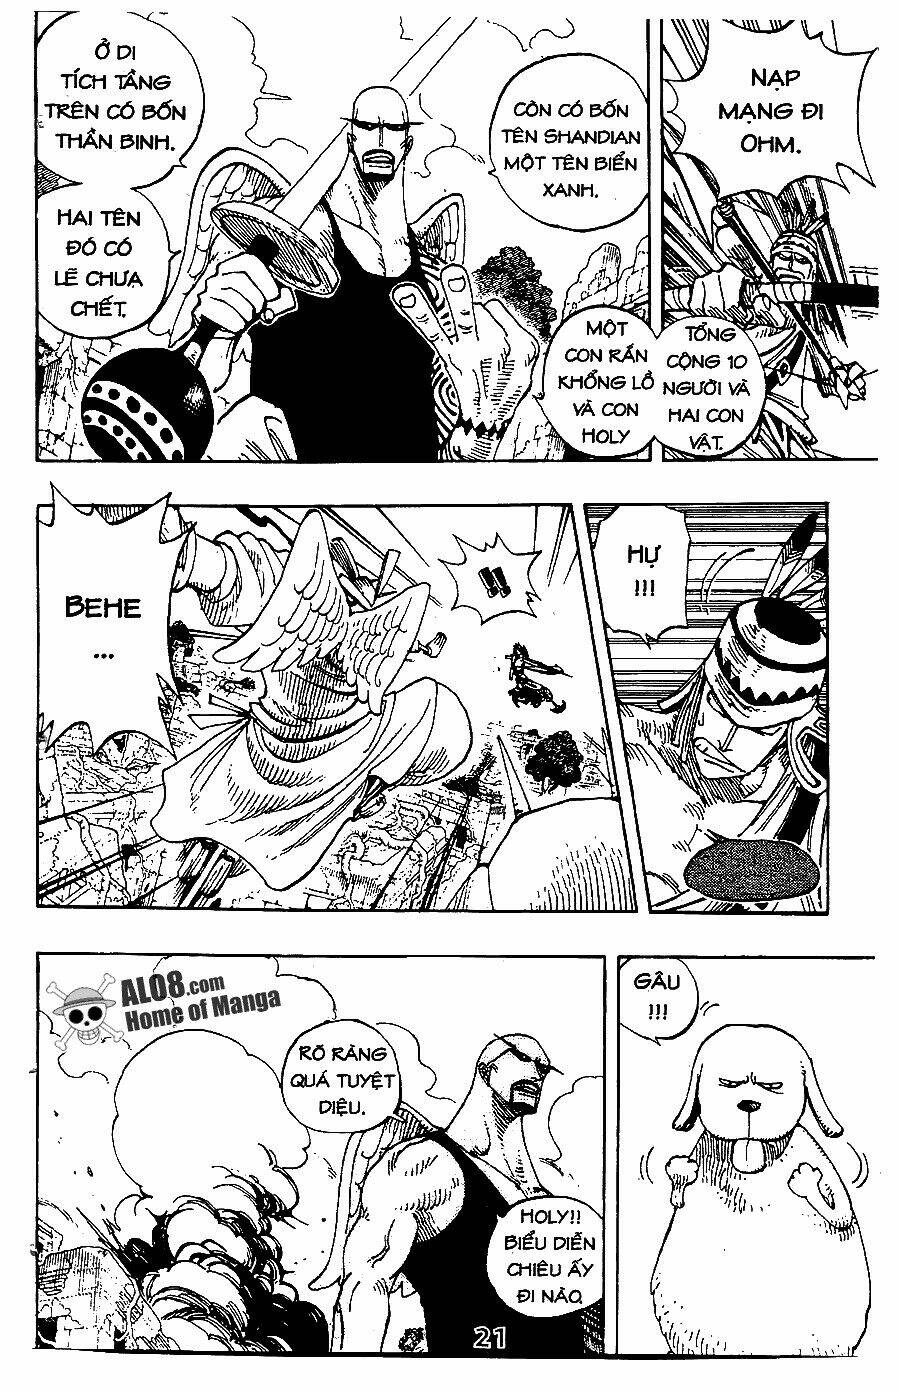 Ở DI
TÍCH TẦNG
TRÊN CÓ BỐN
THẦN BINH.
HAI TÊN
ĐÓ CÓ
LẼ CHƯA
CHẾT.
CÒN CÓ BỐN
TÊN SHANDIAN
MỘT TÊN BIỂN
XANH.
MỘT
CON RẮN
KHỔNG LỒ
VÀ CON
HOLY
TỔNG
CỘNG 10
NGƯỜI VÀ
HAI CON
VẬT.
NẠP
MẠNG ĐI
OHM.
BEHE
...
!!
HỰ
!!!
AL08.com
Home of Manga
RÕ RÀNG
QUÁ TUYỆT
DIỆU.
HOLY!!
BIỂU DIỄN
CHIÊU ẤY
ĐI NÀO.
GÂU
!!!
21